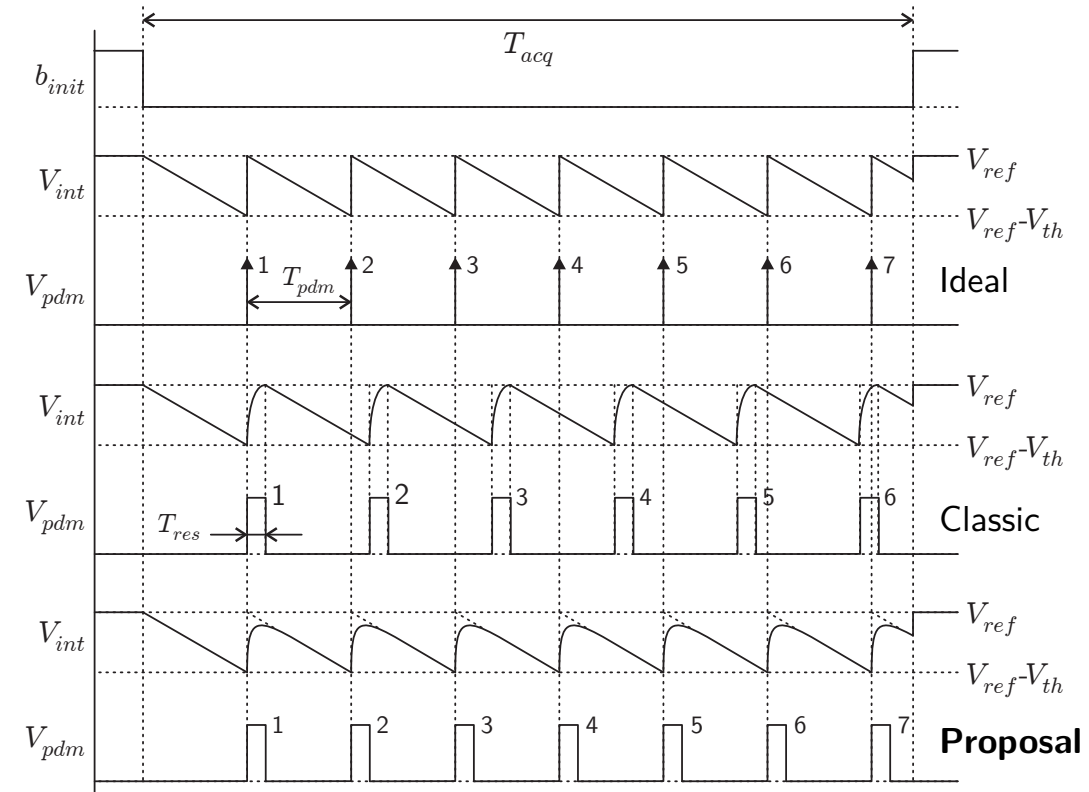 T_acq
b_init
V_int
V_ref
V_ref-V_th
1 2 3 4 5 6 7
V_pdm
T_pdm
Ideal
V_int
V_ref
V_ref-V_th
1 2 3 4 5 6
V_pdm
T_res
Classic
V_int
V_ref
V_ref-V_th
1 2 3 4 5 6 7
V_pdm
Proposal